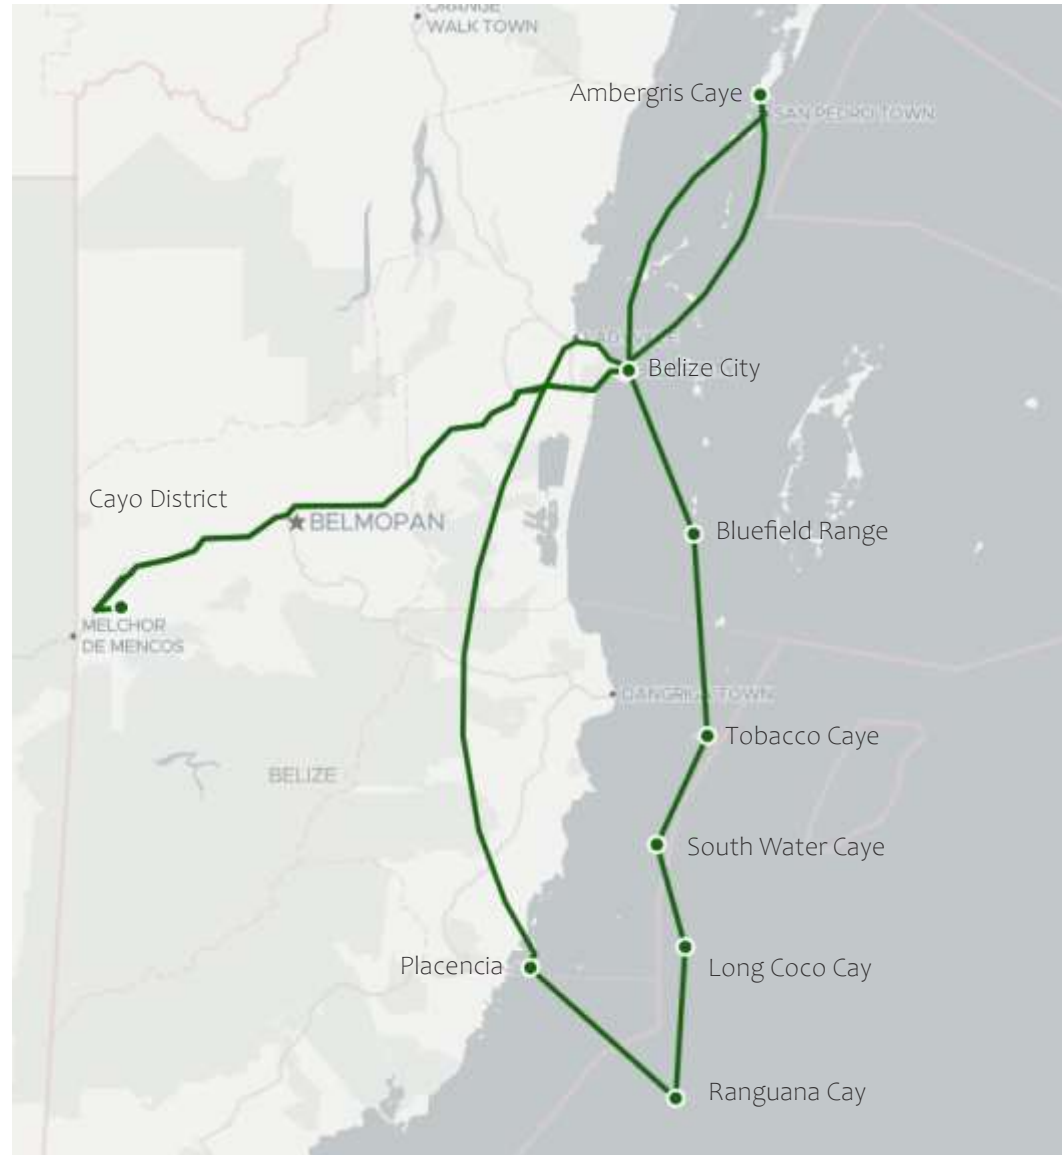 ORANGE
WALK TOWN
Ambergris Caye
SAN PEDRO TOWN
Belize City
Cayo District
BELMOPAN
Bluefield Range
MELCHOR
DE MENCOS
DANGRIGA TOWN
Tobacco Caye
BELIZE
South Water Caye
Placencia
Long Coco Cay
Ranguana Cay